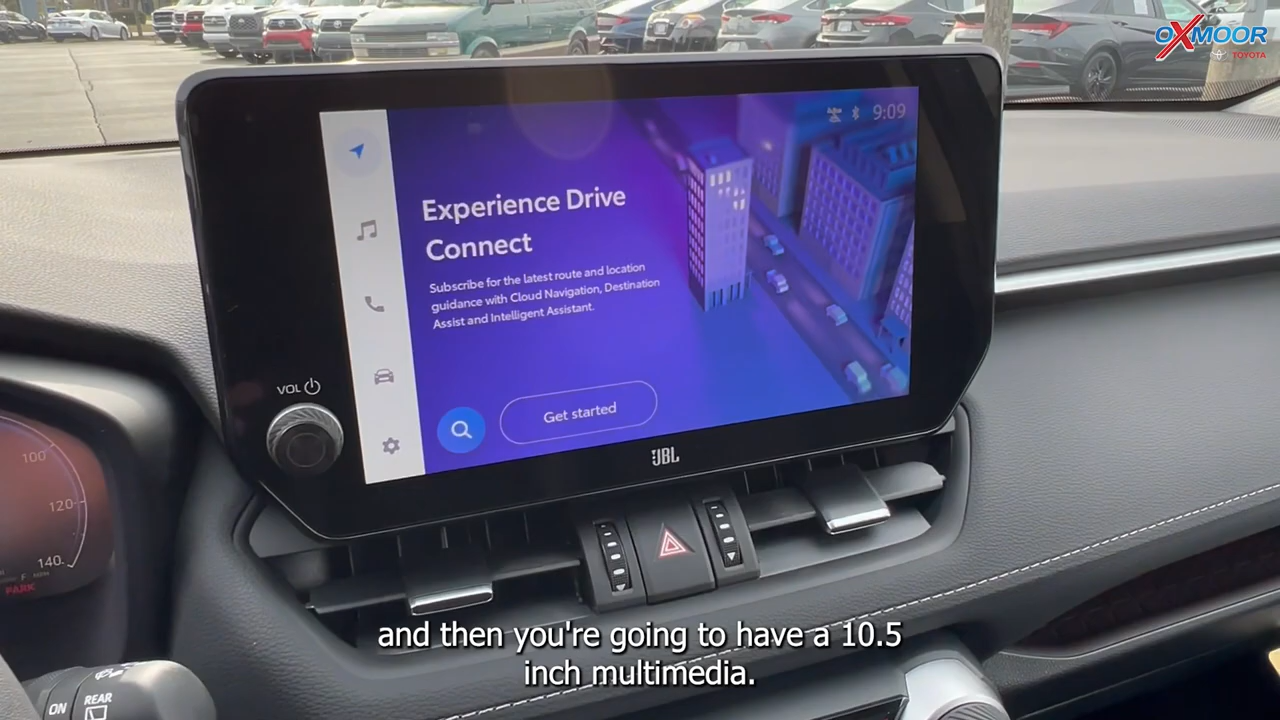 OXMOOR
TOYOTA
9:09
Experience Drive
Connect
Subscribe for the latest route and location
guidance with Cloud Navigation, Destination
Assist and Intelligent Assistant.
Get started
VOL
JBL
100
120
140
F
PARK
ON
REAR
and then you're going to have a 10.5
inch multimedia.